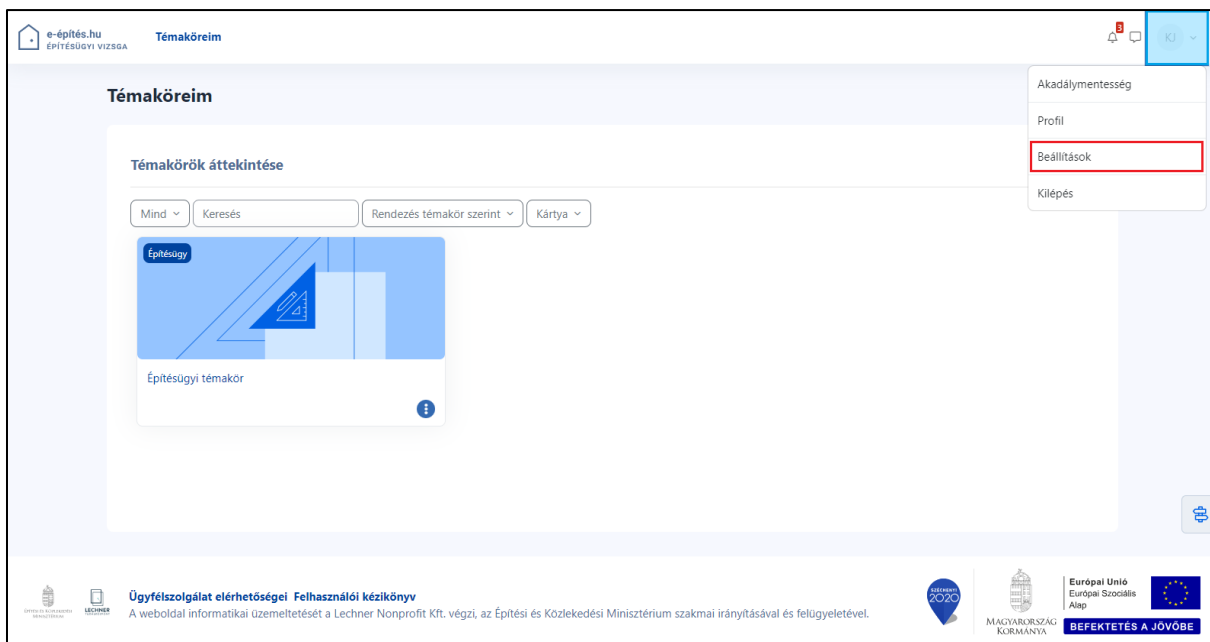 e-építés.hu
ÉPÍTÉSÜGYI VIZSGA
Témaköreim
3
KJ
Akadálymentesség
Profil
Beállítások
Kilépés
Témaköreim
Témakörök áttekintése
Mind
Keresés
Rendezés témakör szerint
Kártya
Építésügy
Építésügyi témakör
Ügyfélszolgálat elérhetőségei Felhasználói kézikönyv
A weboldal informatikai üzemeltetését a Lechner Nonprofit Kft. végzi, az Építési és Közlekedési Minisztérium szakmai irányításával és felügyeletével.
LECHNER
SZÉCHENYI
2020
MAGYARORSZÁG
KORMÁNYA
Európai Unió
Európai Szociális
Alap
BEFEKTETÉS A JÖVŐBE